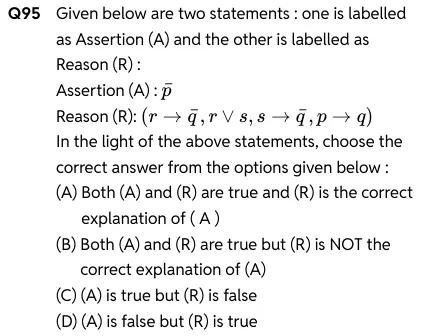 Q95 Given below are two statements : one is labelled
as Assertion (A) and the other is labelled as
Reason (R) :
Assertion (A) : p̄
Reason (R): (r → q̄ , r ∨ s, s → q̄ , p → q)
In the light of the above statements, choose the
correct answer from the options given below :
(A) Both (A) and (R) are true and (R) is the correct
explanation of ( A )
(B) Both (A) and (R) are true but (R) is NOT the
correct explanation of (A)
(C) (A) is true but (R) is false
(D) (A) is false but (R) is true